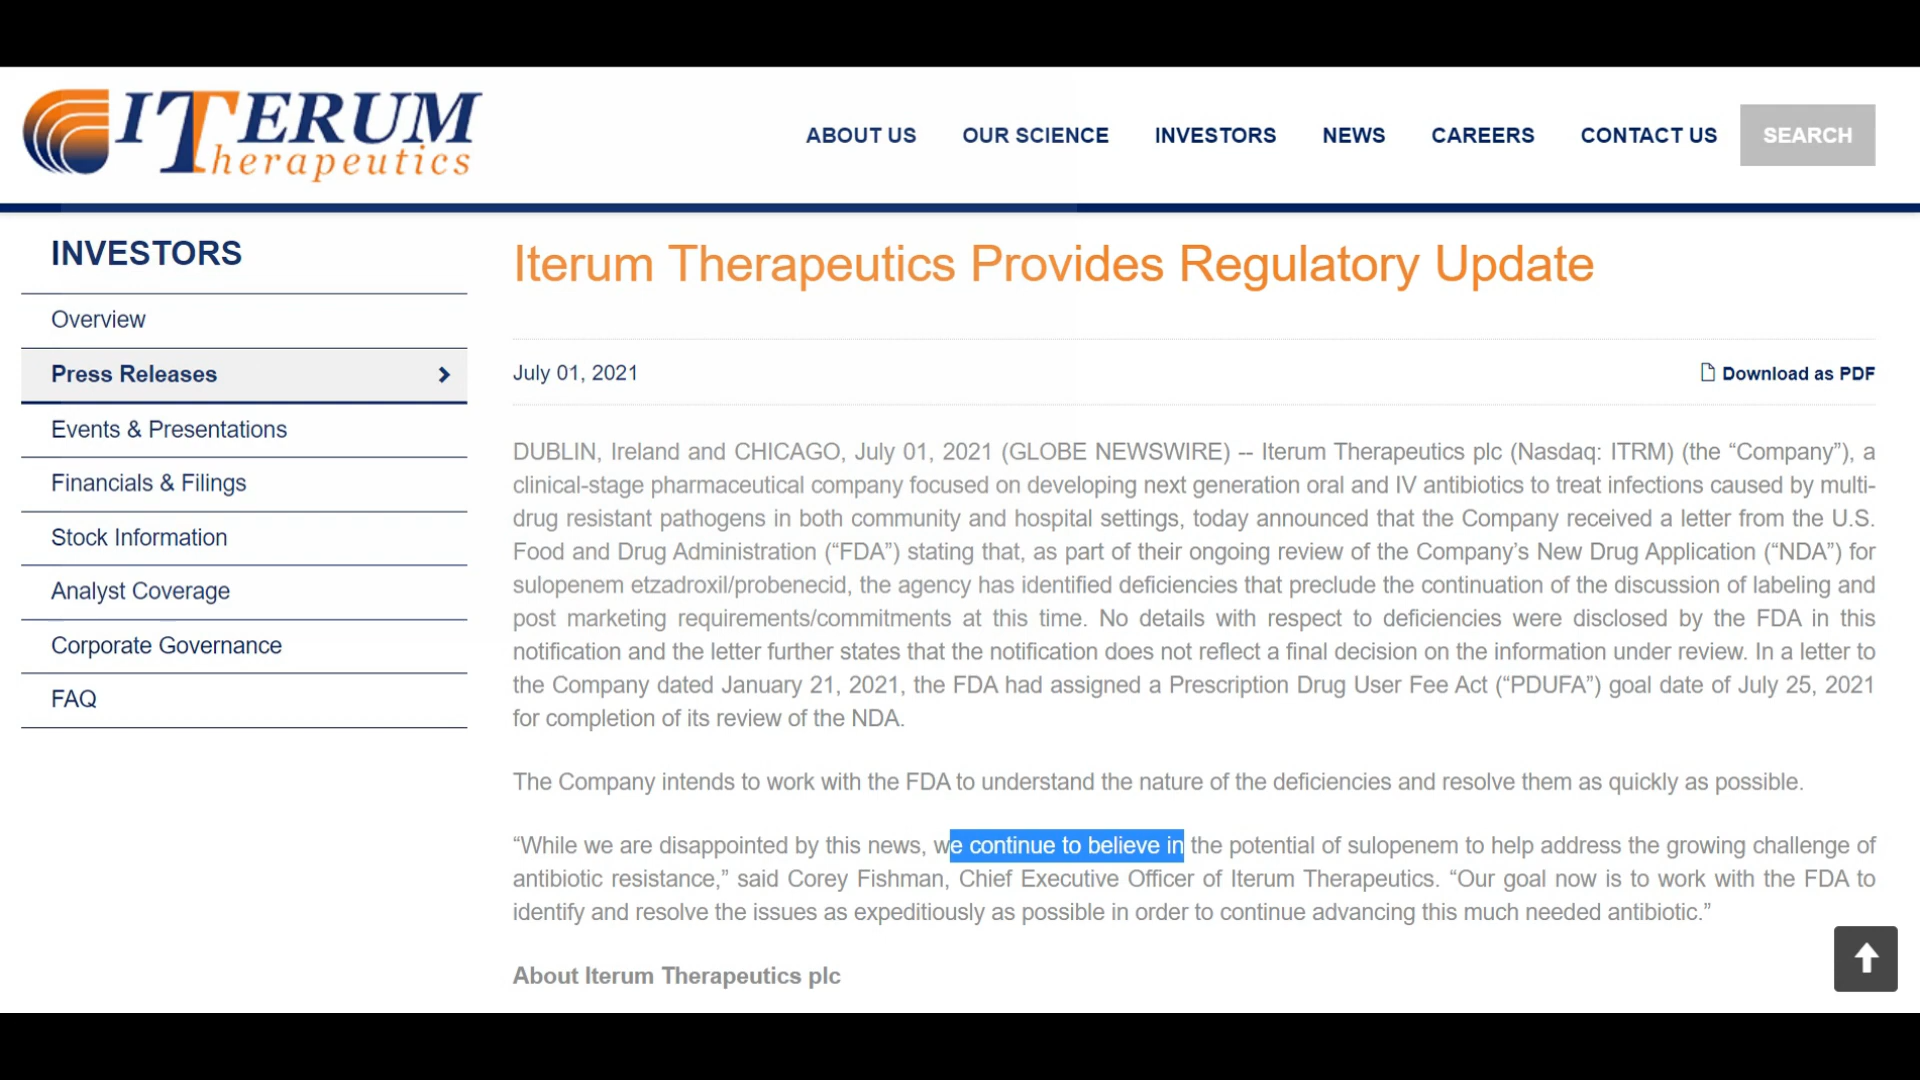 ITERUM
Therapeutics
ABOUT US
OUR SCIENCE
INVESTORS
NEWS
CAREERS
CONTACT US
SEARCH
INVESTORS
Overview
Press Releases
Events & Presentations
Financials & Filings
Stock Information
Analyst Coverage
Corporate Governance
FAQ
Iterum Therapeutics Provides Regulatory Update
July 01, 2021
Download as PDF
DUBLIN, Ireland and CHICAGO, July 01, 2021 (GLOBE NEWSWIRE) -- Iterum Therapeutics plc (Nasdaq: ITRM) (the “Company”), a
clinical-stage pharmaceutical company focused on developing next generation oral and IV antibiotics to treat infections caused by multi-
drug resistant pathogens in both community and hospital settings, today announced that the Company received a letter from the U.S.
Food and Drug Administration (“FDA”) stating that, as part of their ongoing review of the Company’s New Drug Application (“NDA”) for
sulopenem etzadroxil/probenecid, the agency has identified deficiencies that preclude the continuation of the discussion of labeling and
post marketing requirements/commitments at this time. No details with respect to deficiencies were disclosed by the FDA in this
notification and the letter further states that the notification does not reflect a final decision on the information under review. In a letter to
the Company dated January 21, 2021, the FDA had assigned a Prescription Drug User Fee Act (“PDUFA”) goal date of July 25, 2021
for completion of its review of the NDA.
The Company intends to work with the FDA to understand the nature of the deficiencies and resolve them as quickly as possible.
“While we are disappointed by this news, we continue to believe in the potential of sulopenem to help address the growing challenge of
antibiotic resistance,” said Corey Fishman, Chief Executive Officer of Iterum Therapeutics. “Our goal now is to work with the FDA to
identify and resolve the issues as expeditiously as possible in order to continue advancing this much needed antibiotic.”
About Iterum Therapeutics plc